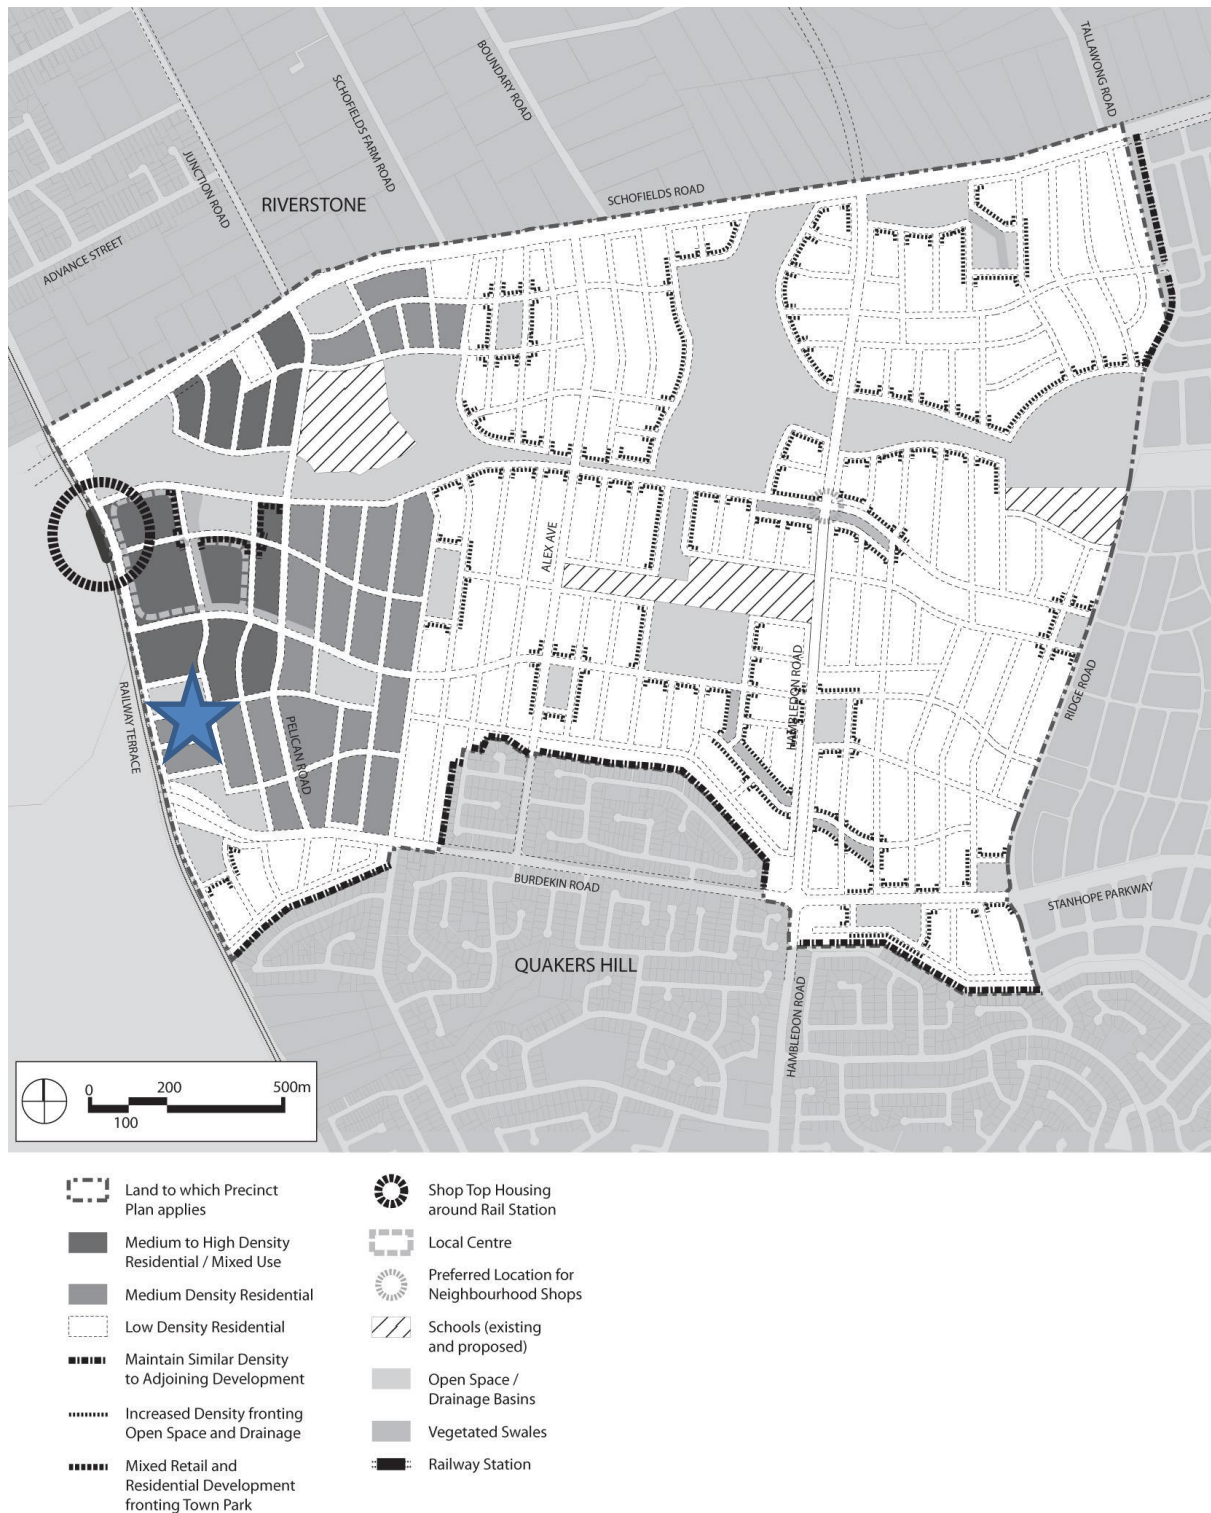 TALLAWONG ROAD
BOUNDARY ROAD
SCHOFIELDS FARM ROAD
JUNCTION ROAD
SCHOFIELDS ROAD
RIVERSTONE
ADVANCE STREET
ALEX AVE
HAMBLEDON ROAD
RIDGE ROAD
RAILWAY TERRACE
PELICAN ROAD
BURDEKIN ROAD
STANHOPE PARKWAY
QUAKERS HILL
HAMBLEDON ROAD
0
200
500m
100
Land to which Precinct
Plan applies
Medium to High Density
Residential / Mixed Use
Medium Density Residential
Low Density Residential
Maintain Similar Density
to Adjoining Development
Increased Density fronting
Open Space and Drainage
Mixed Retail and
Residential Development
fronting Town Park
Shop Top Housing
around Rail Station
Local Centre
Preferred Location for
Neighbourhood Shops
Schools (existing
and proposed)
Open Space /
Drainage Basins
Vegetated Swales
Railway Station